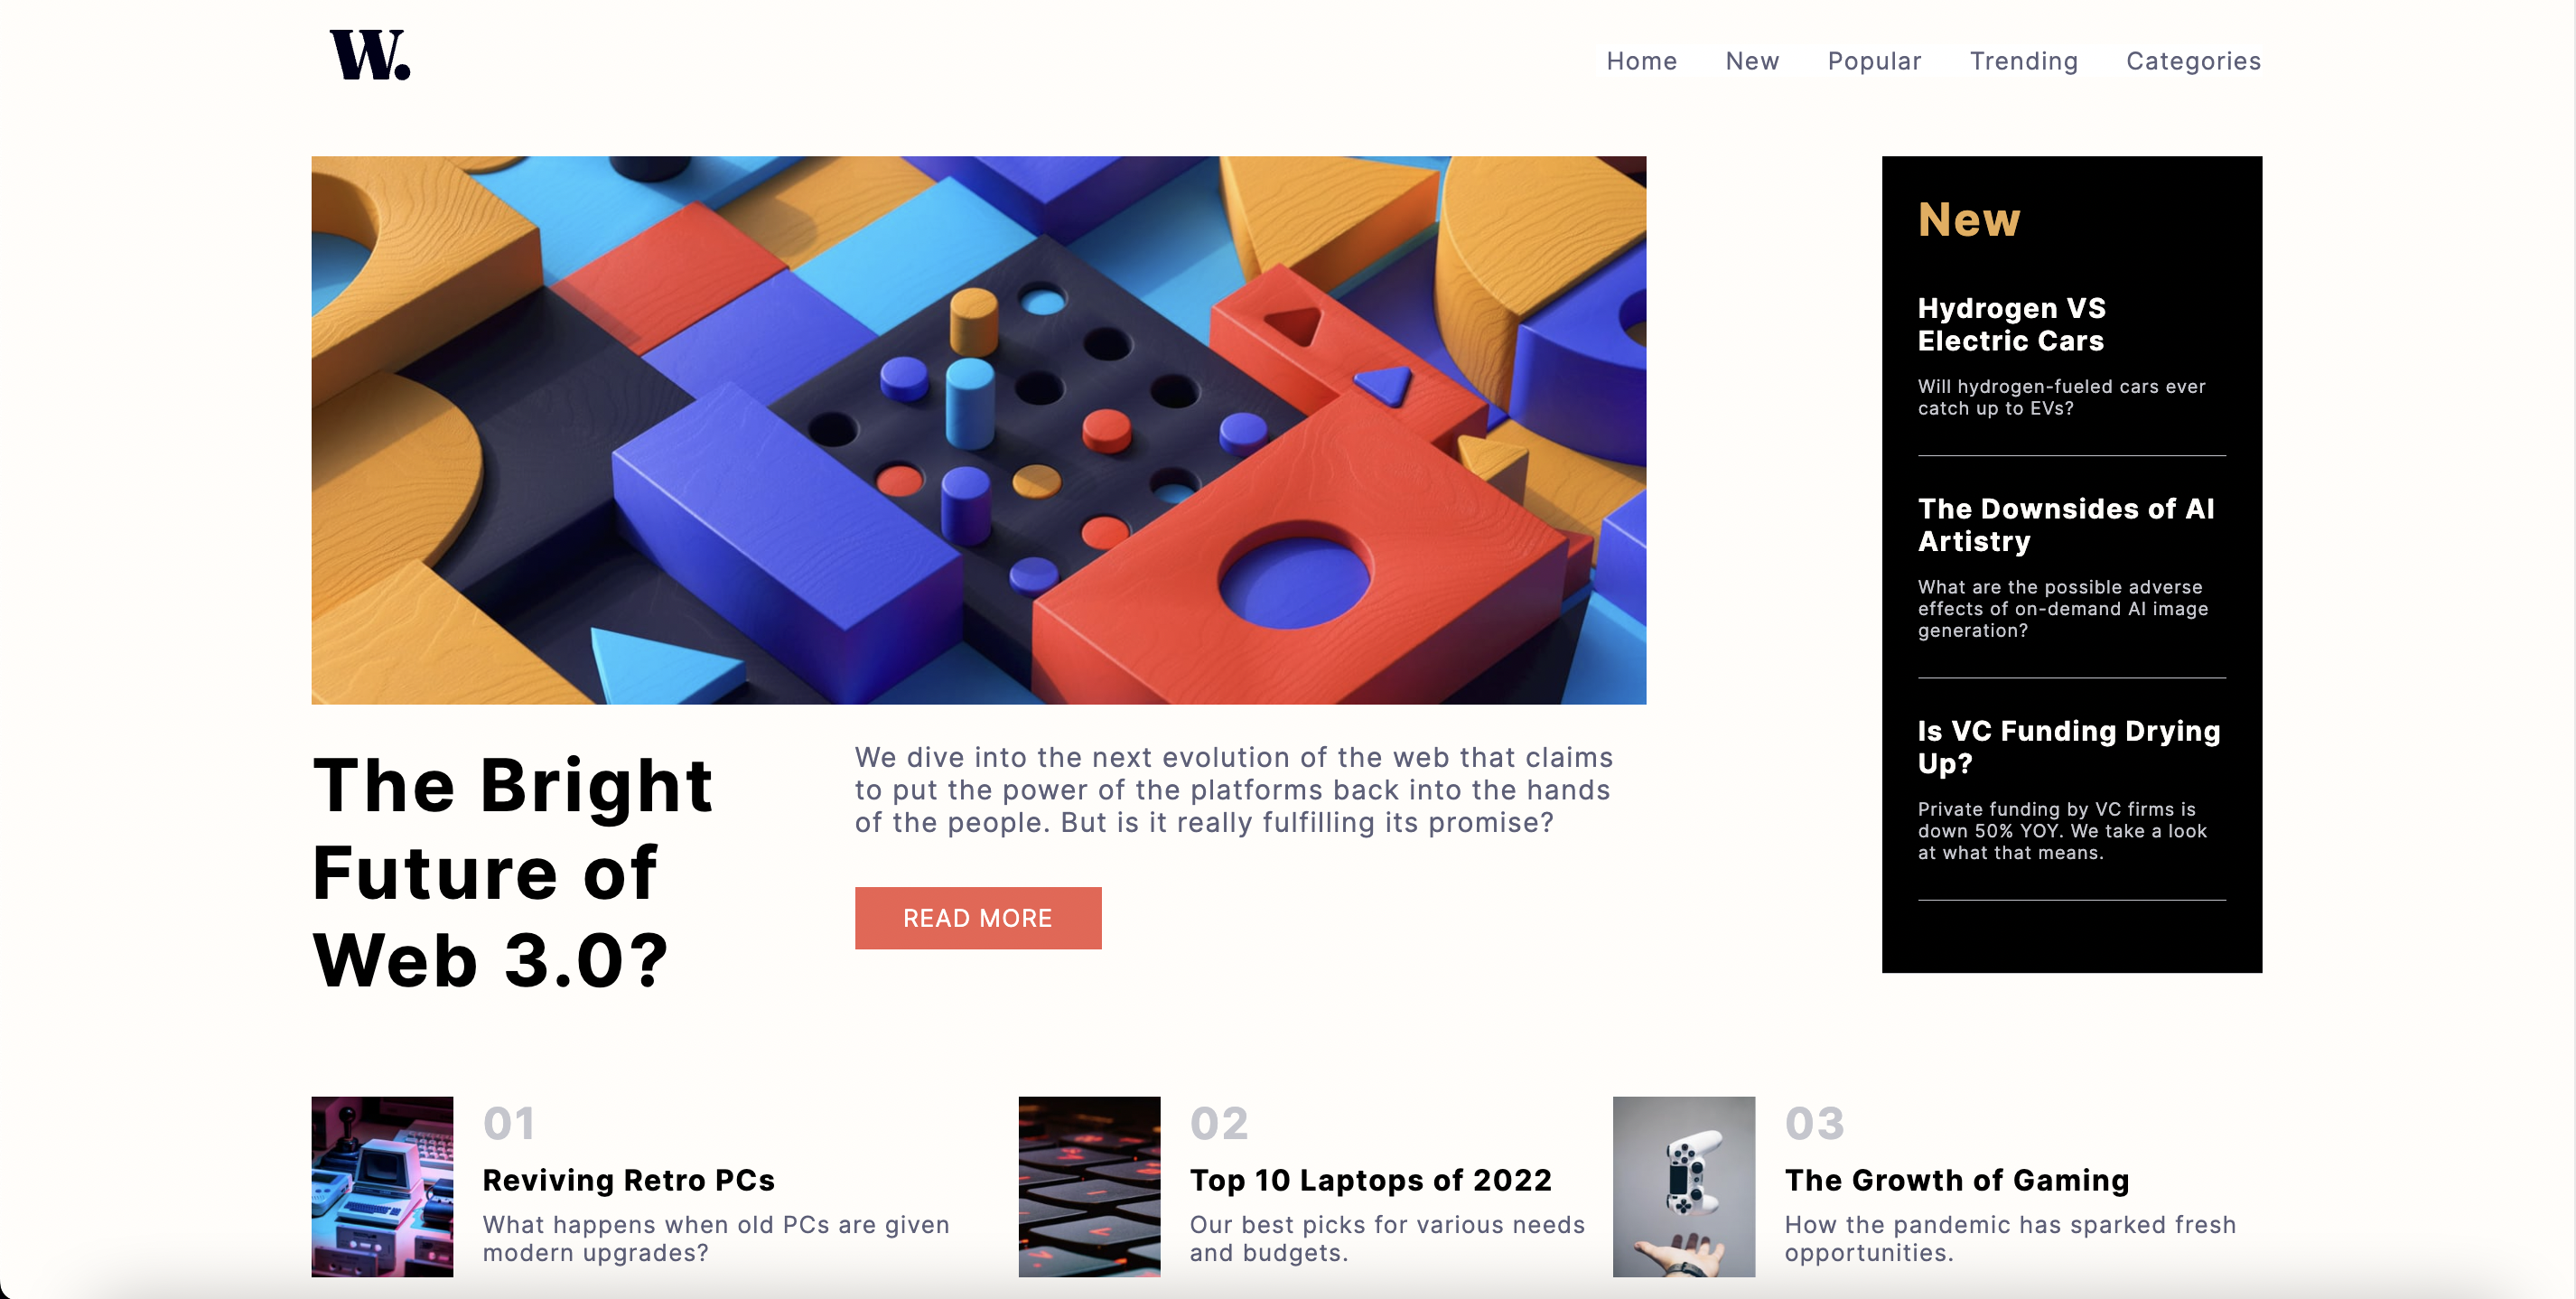 W.
Home New Popular Trending Categories
The Bright
Future of
Web 3.0?
We dive into the next evolution of the web that claims
to put the power of the platforms back into the hands
of the people. But is it really fulfilling its promise?
READ MORE
New
Hydrogen VS
Electric Cars
Will hydrogen-fueled cars ever
catch up to EVs?
The Downsides of AI
Artistry
What are the possible adverse
effects of on-demand AI image
generation?
Is VC Funding Drying
Up?
Private funding by VC firms is
down 50% YOY. We take a look
at what that means.
01
Reviving Retro PCs
What happens when old PCs are given
modern upgrades?
02
Top 10 Laptops of 2022
Our best picks for various needs
and budgets.
03
The Growth of Gaming
How the pandemic has sparked fresh
opportunities.